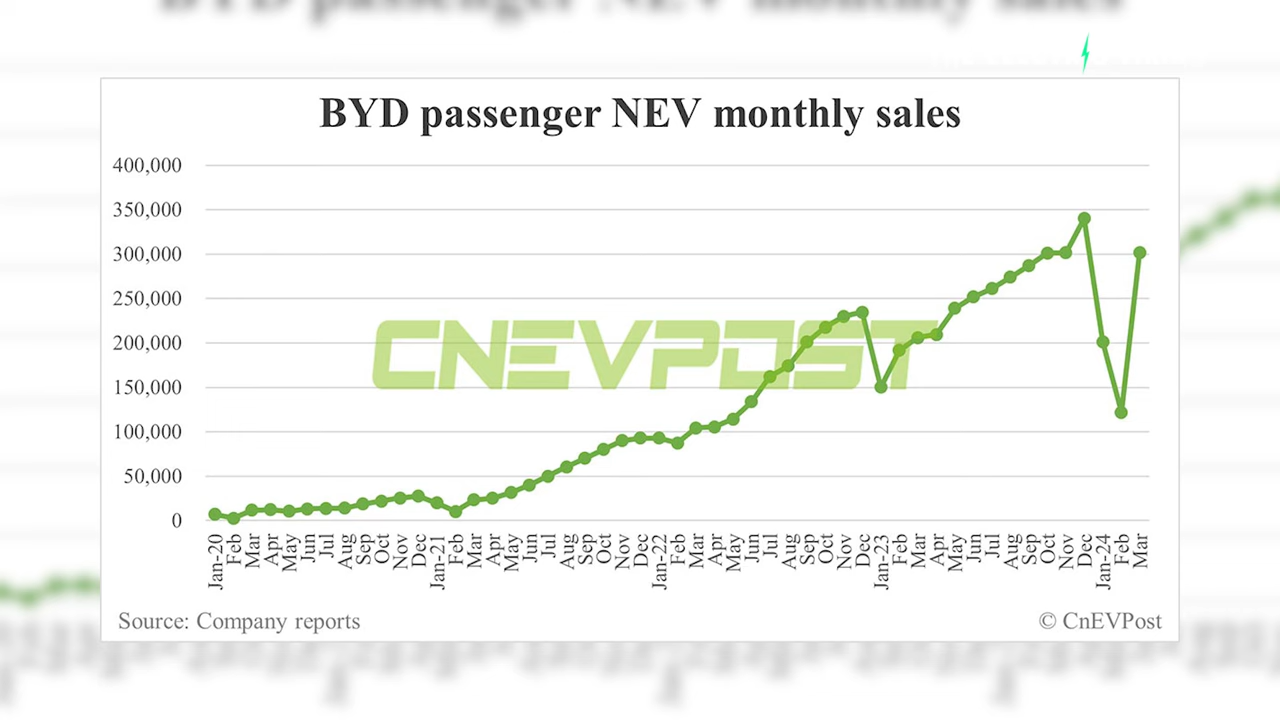 BYD passenger NEV monthly sales
400,000
350,000
300,000
250,000
200,000
150,000
100,000
50,000
0
CNEVPOST
Jan-20 Feb Mar Apr May Jun Jul Aug Sep Oct Nov Dec Jan-21 Feb Mar Apr May Jun Jul Aug Sep Oct Nov Dec Jan-22 Feb Mar Apr May Jun Jul Aug Sep Oct Nov Dec Jan-23 Feb Mar Apr May Jun Jul Aug Sep Oct Nov Dec Jan-24 Feb Mar
Source: Company reports
© CnEVPost